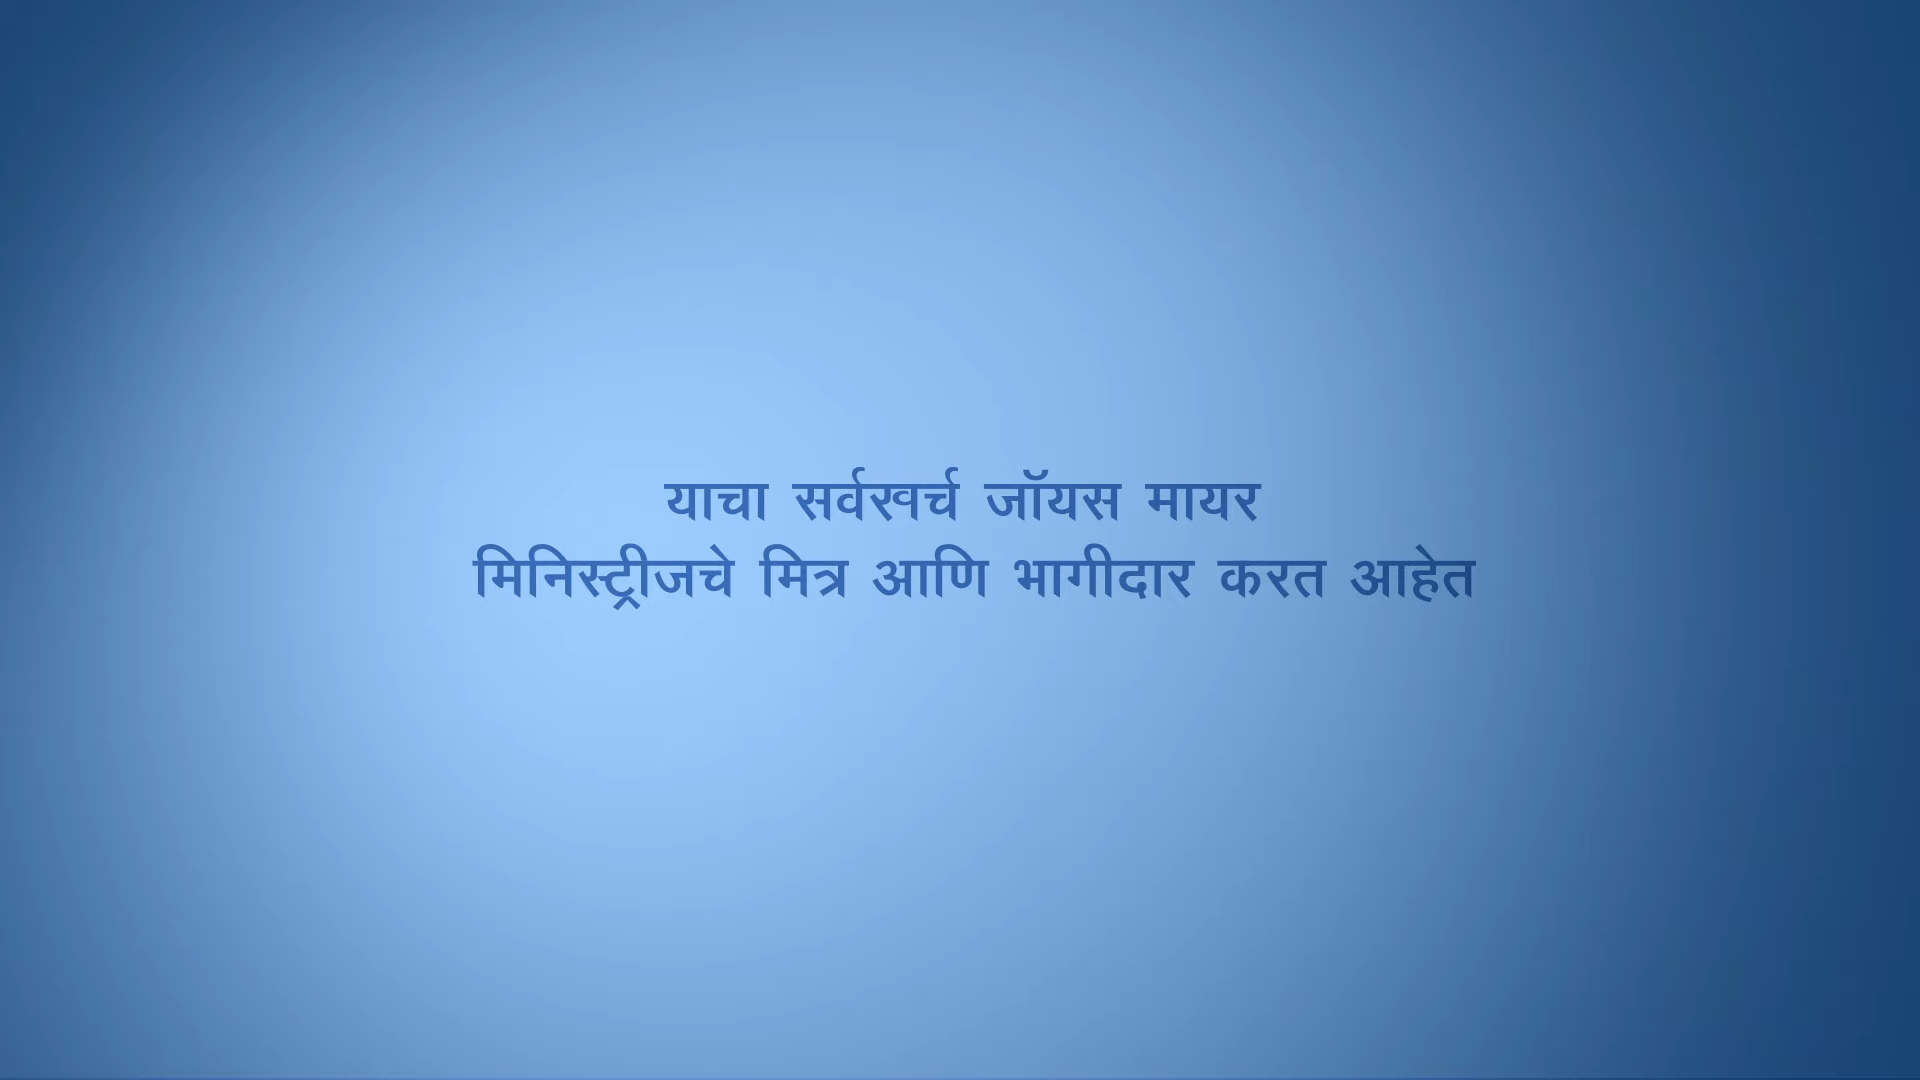 याचा सर्वखर्च जॉयस मायर
मिनिस्ट्रीजचे मित्र आणि भागीदार करत आहेत